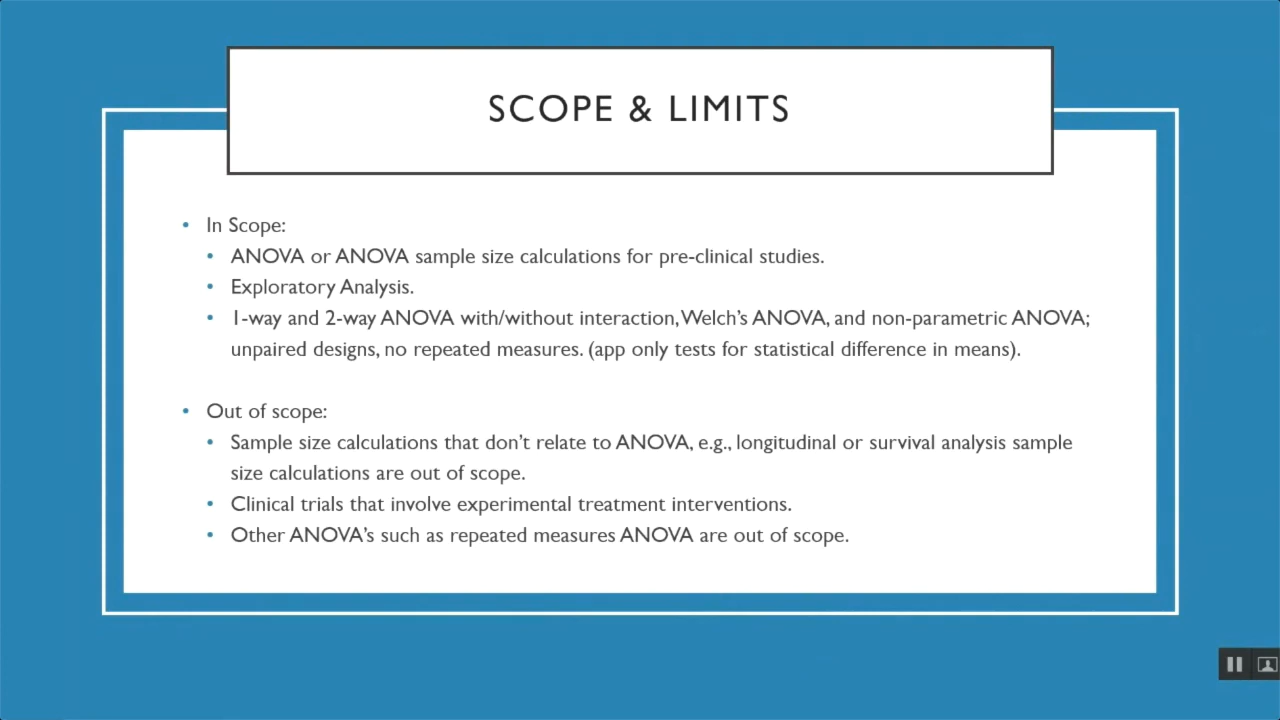 SCOPE & LIMITS
• In Scope:
• ANOVA or ANOVA sample size calculations for pre-clinical studies.
• Exploratory Analysis.
• 1-way and 2-way ANOVA with/without interaction, Welch's ANOVA, and non-parametric ANOVA;
unpaired designs, no repeated measures. (app only tests for statistical difference in means).
• Out of scope:
• Sample size calculations that don't relate to ANOVA, e.g., longitudinal or survival analysis sample
size calculations are out of scope.
• Clinical trials that involve experimental treatment interventions.
• Other ANOVA's such as repeated measures ANOVA are out of scope.